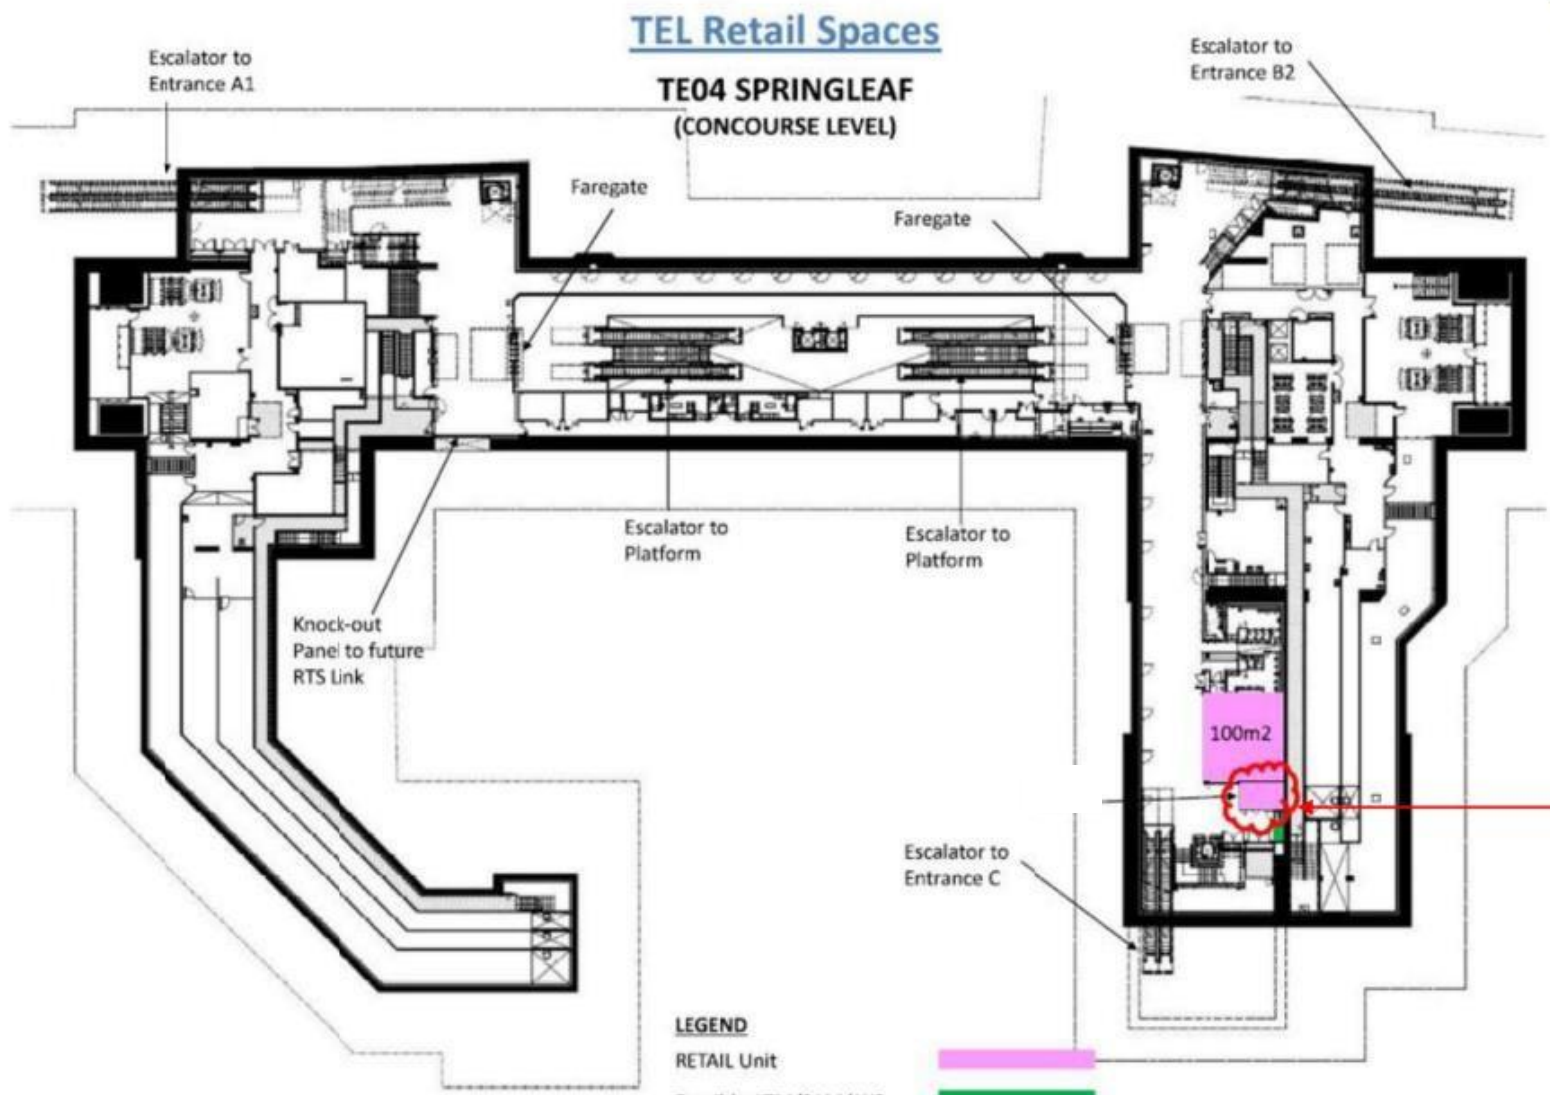 TEL Retail Spaces
TE04 SPRINGLEAF
(CONCOURSE LEVEL)
Escalator to
Entrance A1
Escalator to
Ertrance B2
Faregate
Faregate
Escalator to
Platform
Escalator to
Platform
Knock-out
Panel to future
RTS Link
100m2
Escalator to
Entrance C
LEGEND
RETAIL Unit